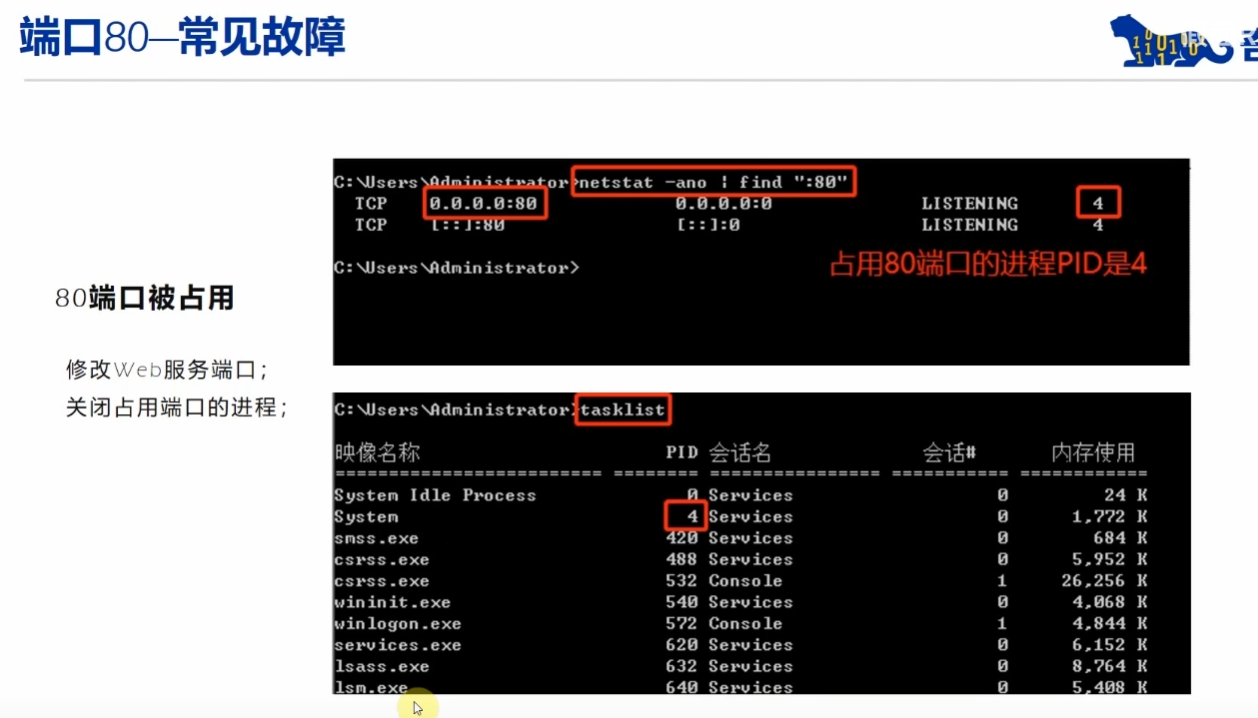 端口80—常见故障
C:\Users\Administrator>netstat -ano | find ":80"
TCP 0.0.0.0:80 0.0.0.0:0 LISTENING 4
TCP [::]:80 [::]:0 LISTENING 4
C:\Users\Administrator>
占用80端口的进程PID是4
80端口被占用
修改Web服务端口；
关闭占用端口的进程；
C:\Users\Administrator>tasklist
映像名称 PID 会话名 会话# 内存使用
========================= ======== ================ =========== ============
System Idle Process 0 Services 0 24 K
System 4 Services 0 1,772 K
smss.exe 420 Services 0 684 K
csrss.exe 488 Services 0 5,952 K
csrss.exe 532 Console 1 26,256 K
wininit.exe 540 Services 0 4,068 K
winlogon.exe 572 Console 1 4,844 K
services.exe 620 Services 0 6,152 K
lsass.exe 632 Services 0 8,764 K
lsm.exe 640 Services 0 5,408 K